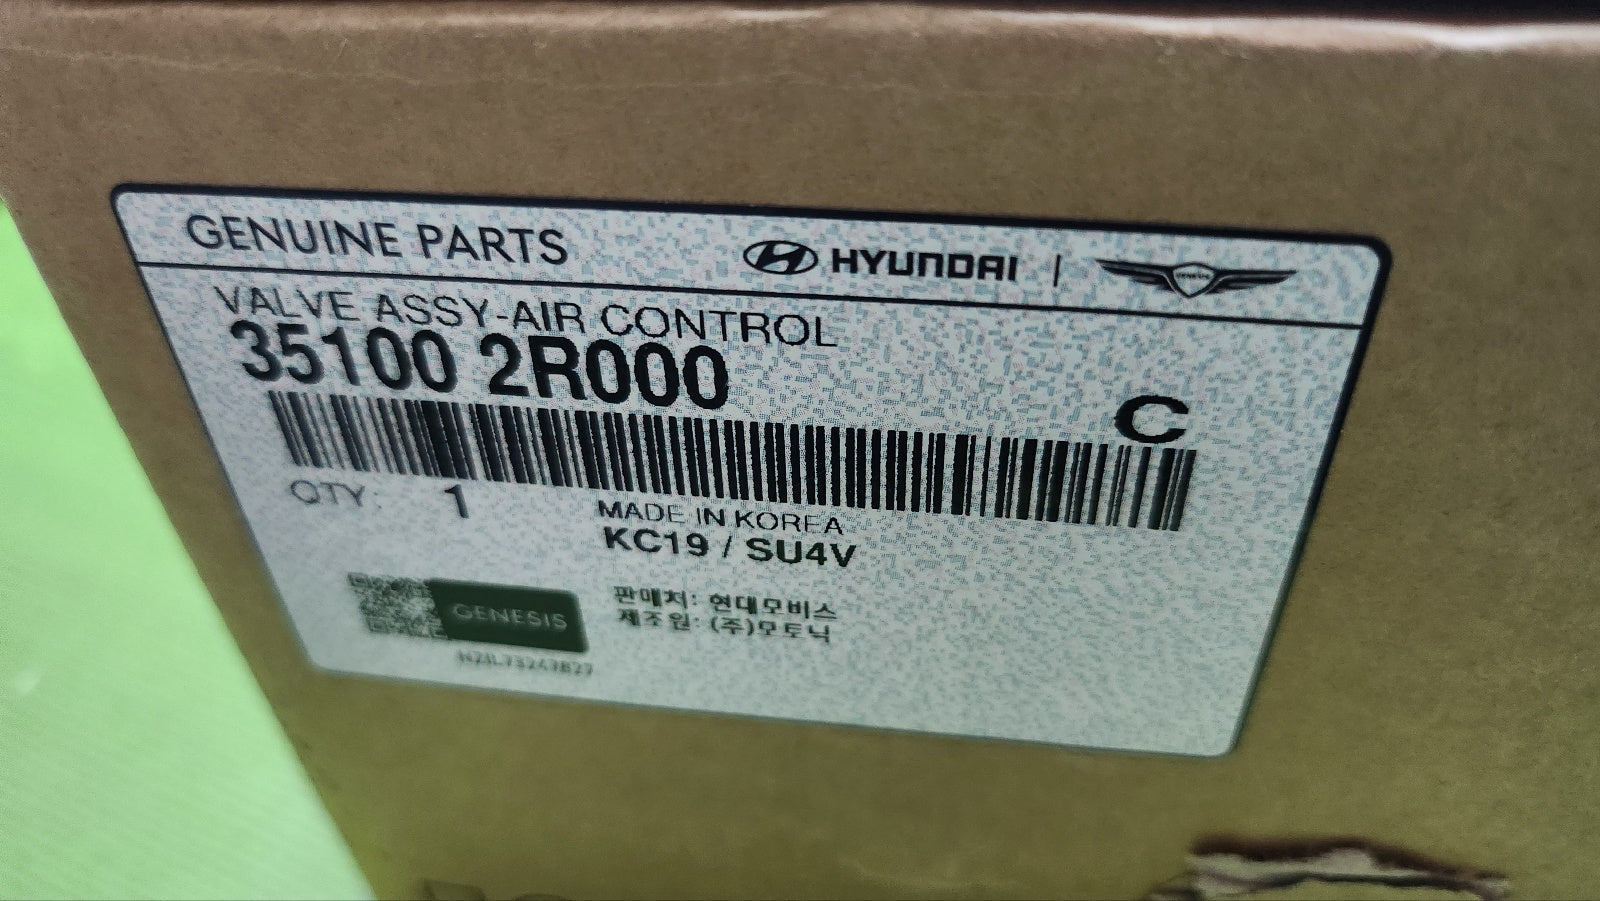 GENUINE PARTS HYUNDAI | GENESIS
VALVE ASSY-AIR CONTROL
35100 2R000
C
QTY: 1
MADE IN KOREA
KC19 / SU4V
GENESIS
판매처: 현대모비스
제조원: (주)모토닉